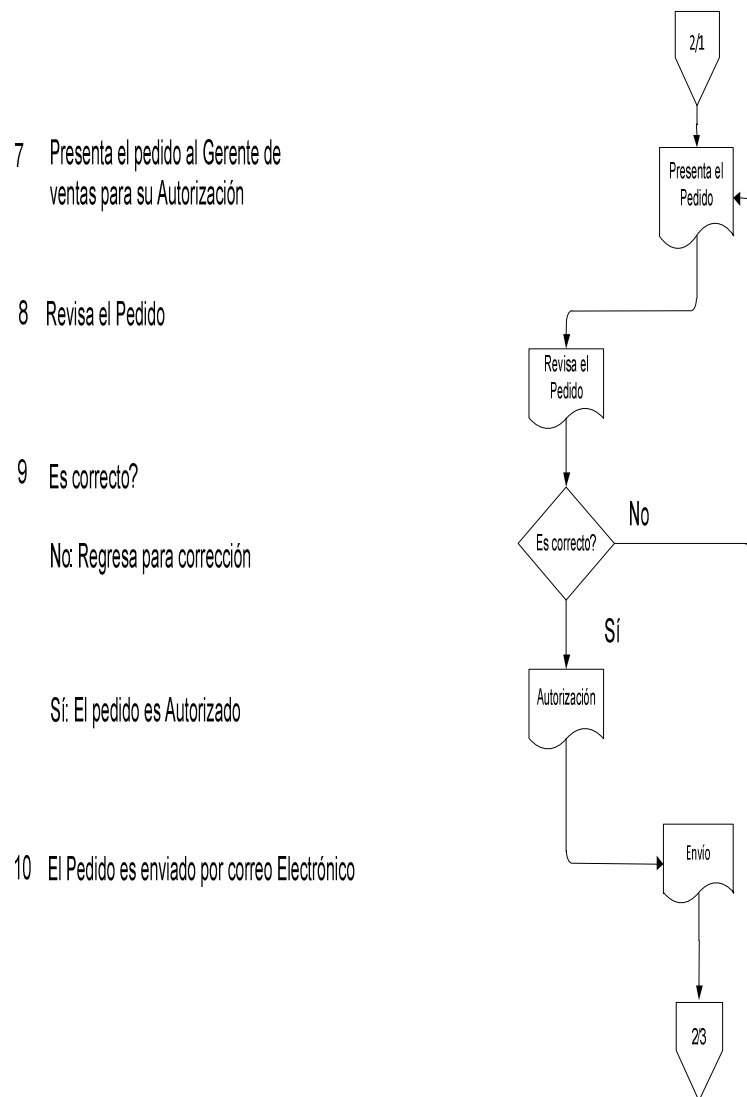 2/1
7 Presenta el pedido al Gerente de
ventas para su Autorización
Presenta el
Pedido
8 Revisa el Pedido
Revisa el
Pedido
9 Es correcto?
No
No: Regresa para corrección
Es correcto?
Sí
Sí: El pedido es Autorizado
Autorización
10 El Pedido es enviado por correo Electrónico
Envío
2/3